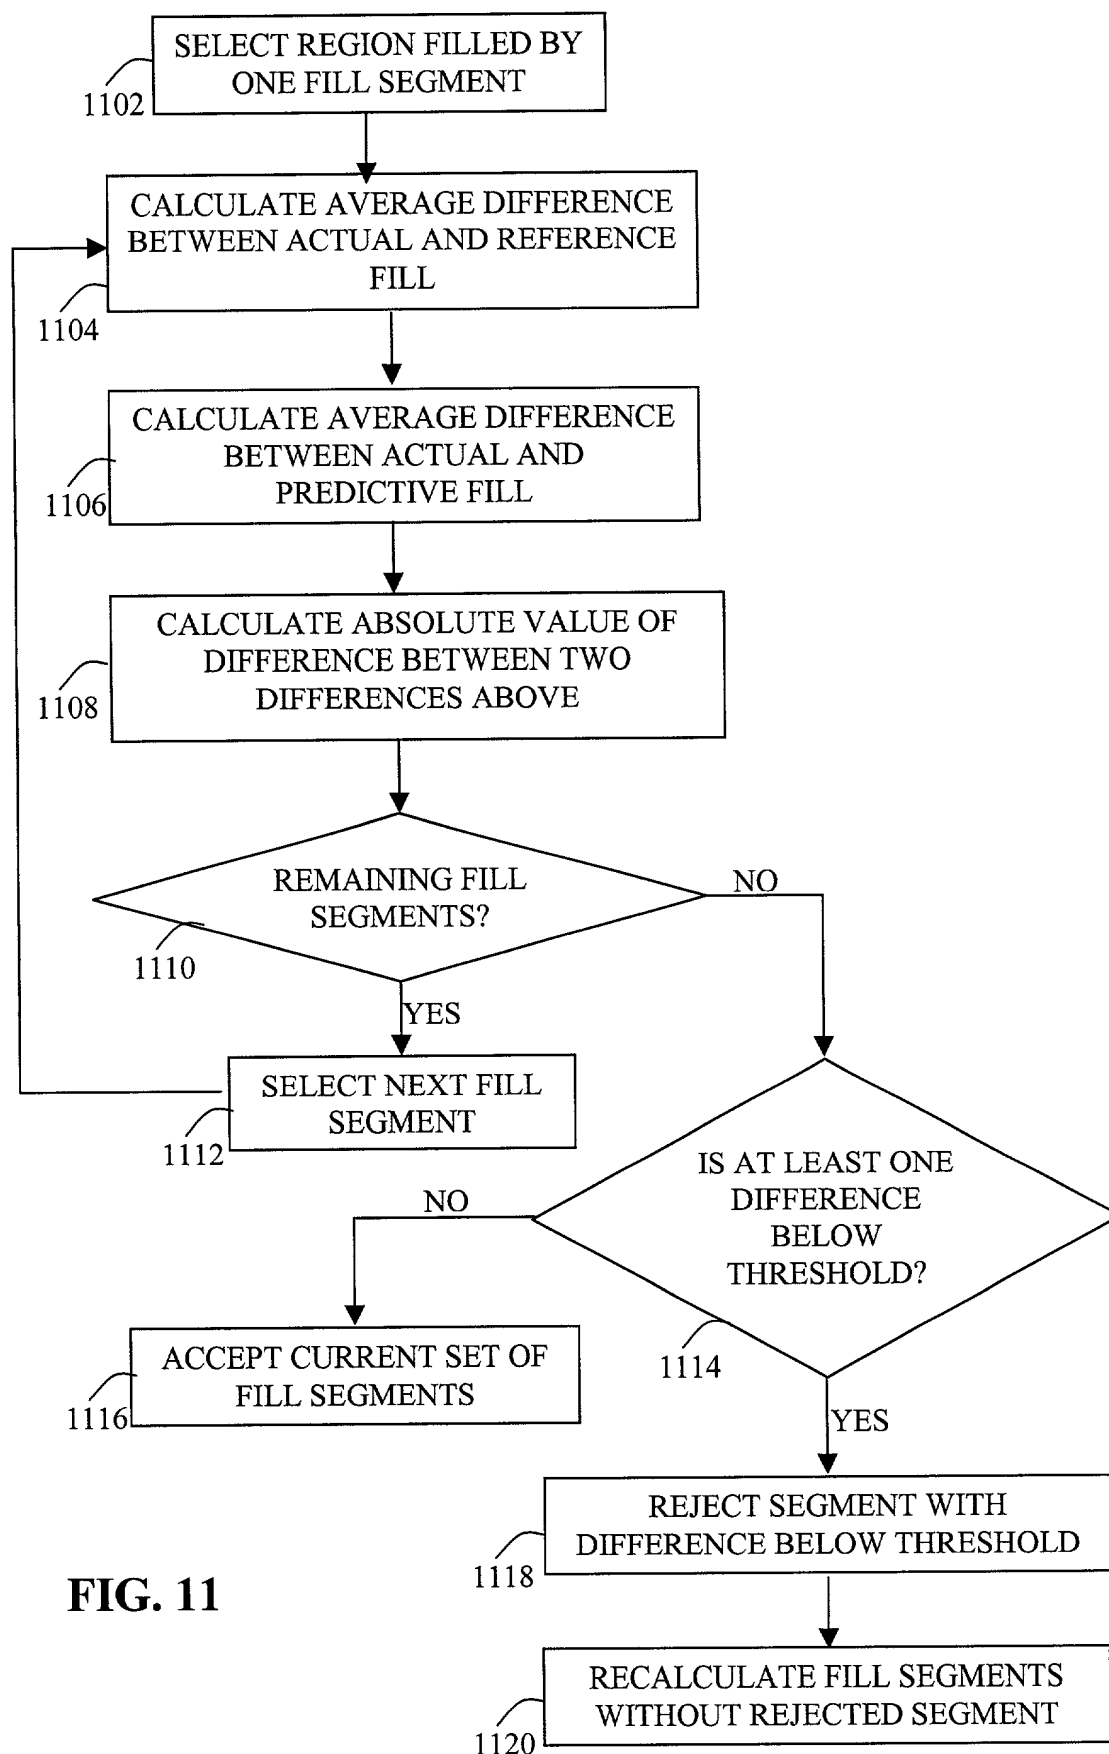 SELECT REGION FILLED BY
ONE FILL SEGMENT
1102
CALCULATE AVERAGE DIFFERENCE
BETWEEN ACTUAL AND REFERENCE
FILL
1104
CALCULATE AVERAGE DIFFERENCE
BETWEEN ACTUAL AND
PREDICTIVE FILL
1106
CALCULATE ABSOLUTE VALUE OF
DIFFERENCE BETWEEN TWO
DIFFERENCES ABOVE
1108
REMAINING FILL
SEGMENTS?
NO
1110
YES
SELECT NEXT FILL
SEGMENT
1112
IS AT LEAST ONE
DIFFERENCE
BELOW
THRESHOLD?
NO
1114
ACCEPT CURRENT SET OF
FILL SEGMENTS
1116
YES
REJECT SEGMENT WITH
DIFFERENCE BELOW THRESHOLD
1118
FIG. 11
RECALCULATE FILL SEGMENTS
WITHOUT REJECTED SEGMENT
1120